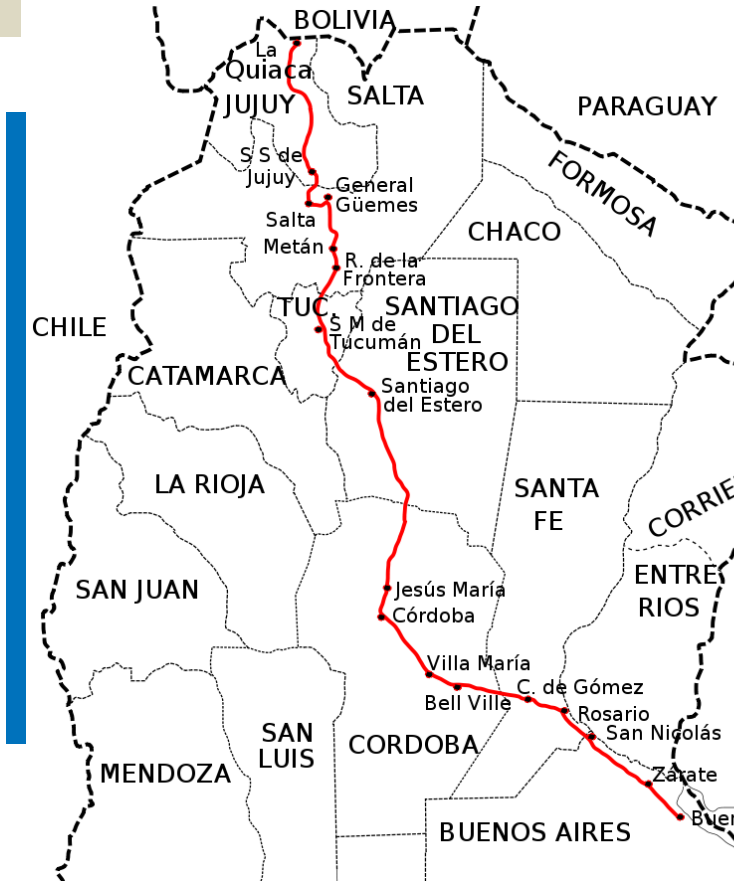 BOLIVIA
La
Quiaca
JUJUY
SALTA
PARAGUAY
S S de
Jujuy
FORMOSA
General
Güemes
Salta
CHACO
Metán
R. de la
Frontera
TUC.
SANTIAGO
DEL
ESTERO
CHILE
S M de
Tucumán
CATAMARCA
Santiago
del Estero
LA RIOJA
SANTA
FE
CORRIE
SAN JUAN
Jesús María
ENTRE
RIOS
Córdoba
Villa María
Bell Ville
C. de Gómez
Rosario
San Nicolás
SAN
LUIS
CORDOBA
MENDOZA
Zárate
Buen
BUENOS AIRES